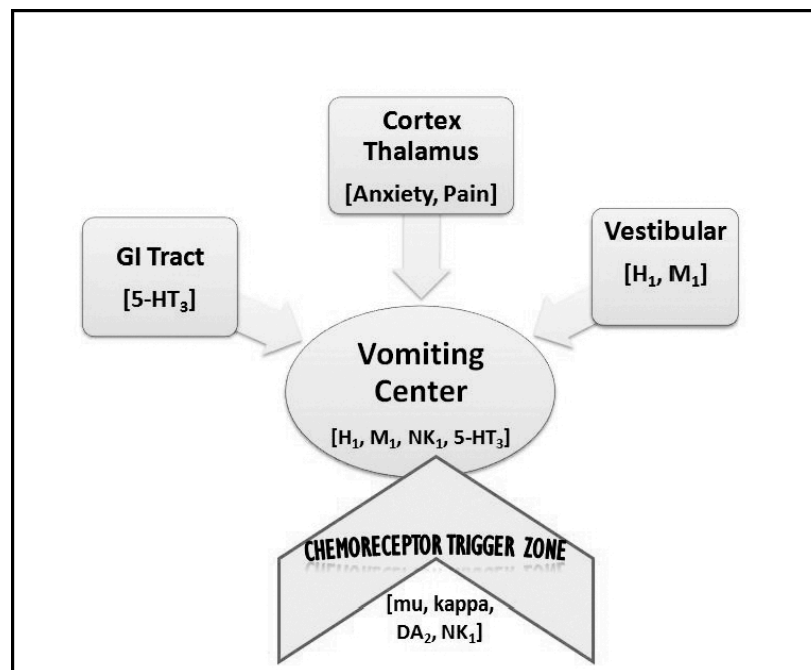 Cortex
Thalamus
[Anxiety, Pain]
GI Tract
[5-HT₃]
Vestibular
[H₁, M₁]
Vomiting
Center
[H₁, M₁, NK₁, 5-HT₃]
CHEMORECEPTOR TRIGGER ZONE
[mu, kappa,
DA₂, NK₁]